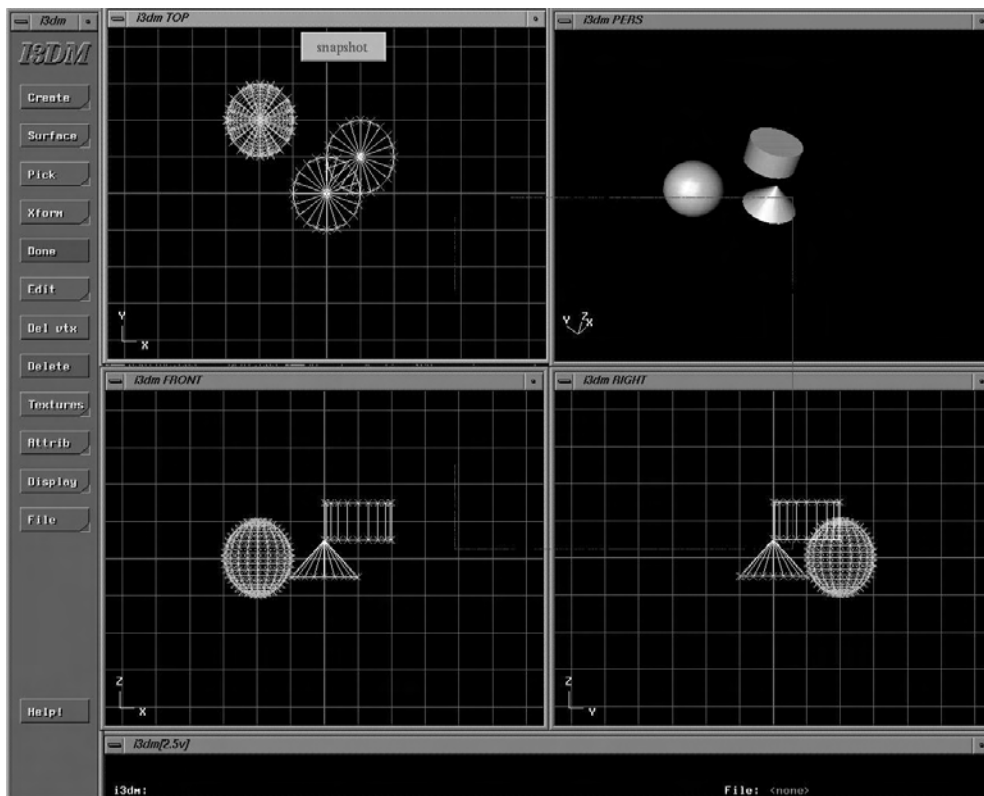 i3dm
I3DM
Create
Surface
Pick
Xform
Done
Edit
Del vtx
Delete
Textures
Attrib
Display
File
Help!
i3dm TOP
snapshot
Y
X
i3dm PERS
Y Z X
i3dm FRONT
Z
X
i3dm RIGHT
Z
Y
i3dm[2.5v]
i3dm: File: <none>